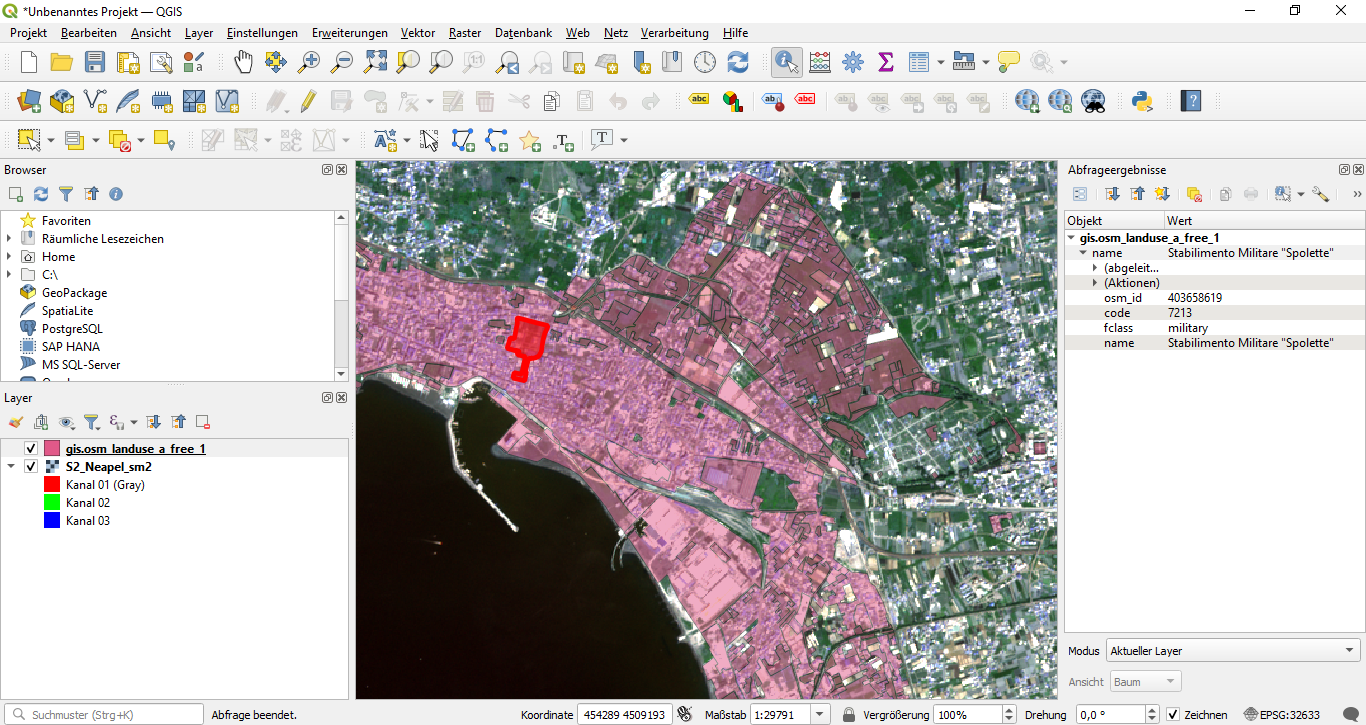 *Unbenanntes Projekt — QGIS
Projekt Bearbeiten Ansicht Layer Einstellungen Erweiterungen Vektor Raster Datenbank Web Netz Verarbeitung Hilfe
abc abc abc
Browser
Favoriten
Räumliche Lesezeichen
Home
C:\
GeoPackage
SpatiaLite
PostgreSQL
SAP HANA
MS SQL-Server
Layer
gis.osm_landuse_a_free_1
S2_Neapel_sm2
Kanal 01 (Gray)
Kanal 02
Kanal 03
Abfrageergebnisse
Objekt Wert
gis.osm_landuse_a_free_1
name Stabilimento Militare "Spolette"
(abgeleit...
(Aktionen)
osm_id 403658619
code 7213
fclass military
name Stabilimento Militare "Spolette"
Modus Aktueller Layer
Ansicht Baum
Suchmuster (Strg+K) Abfrage beendet. Koordinate 454289 4509193 Maßstab 1:29791 Vergrößerung 100% Drehung 0,0 ° Zeichnen EPSG:32633